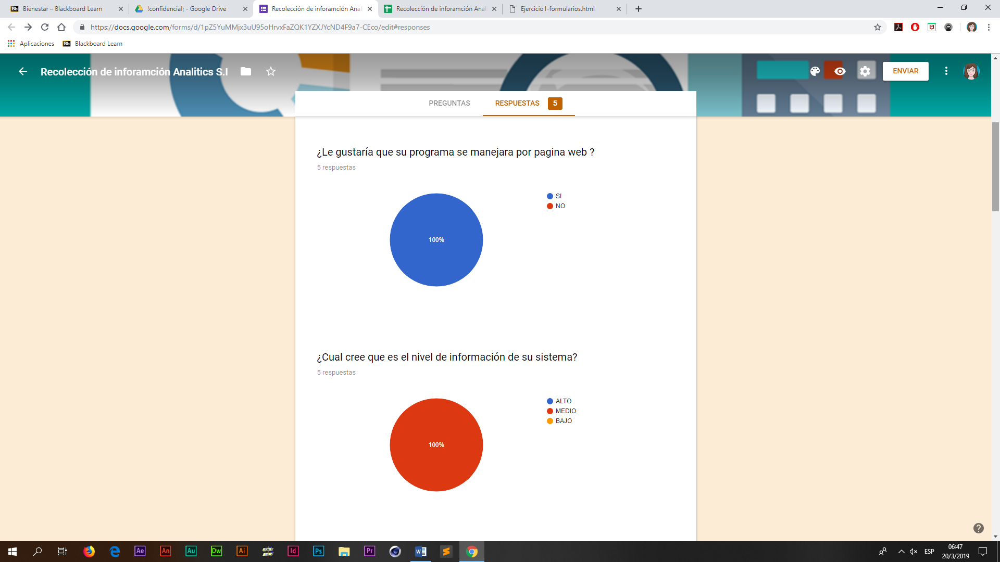 Bienestar – Blackboard Learn
!confidencial¡ - Google Drive
Recolección de inforamción Anal
Recolección de inforamción Anal
Ejercicio1-formularios.html
https://docs.google.com/forms/d/1pZ5YuMMjx3uU95oHrvxFaZQK1YZXJYcND4F9a7-CEco/edit#responses
Aplicaciones
Bb Blackboard Learn
Recolección de inforamción Analitics S.I
ENVIAR
PREGUNTAS
RESPUESTAS 5
¿Le gustaría que su programa se manejara por pagina web ?
5 respuestas
SI
NO
100%
¿Cual cree que es el nivel de información de su sistema?
5 respuestas
ALTO
MEDIO
BAJO
100%
Ae An Au Dw Ai Id Ps Pr
ESP
06:47
20/3/2019